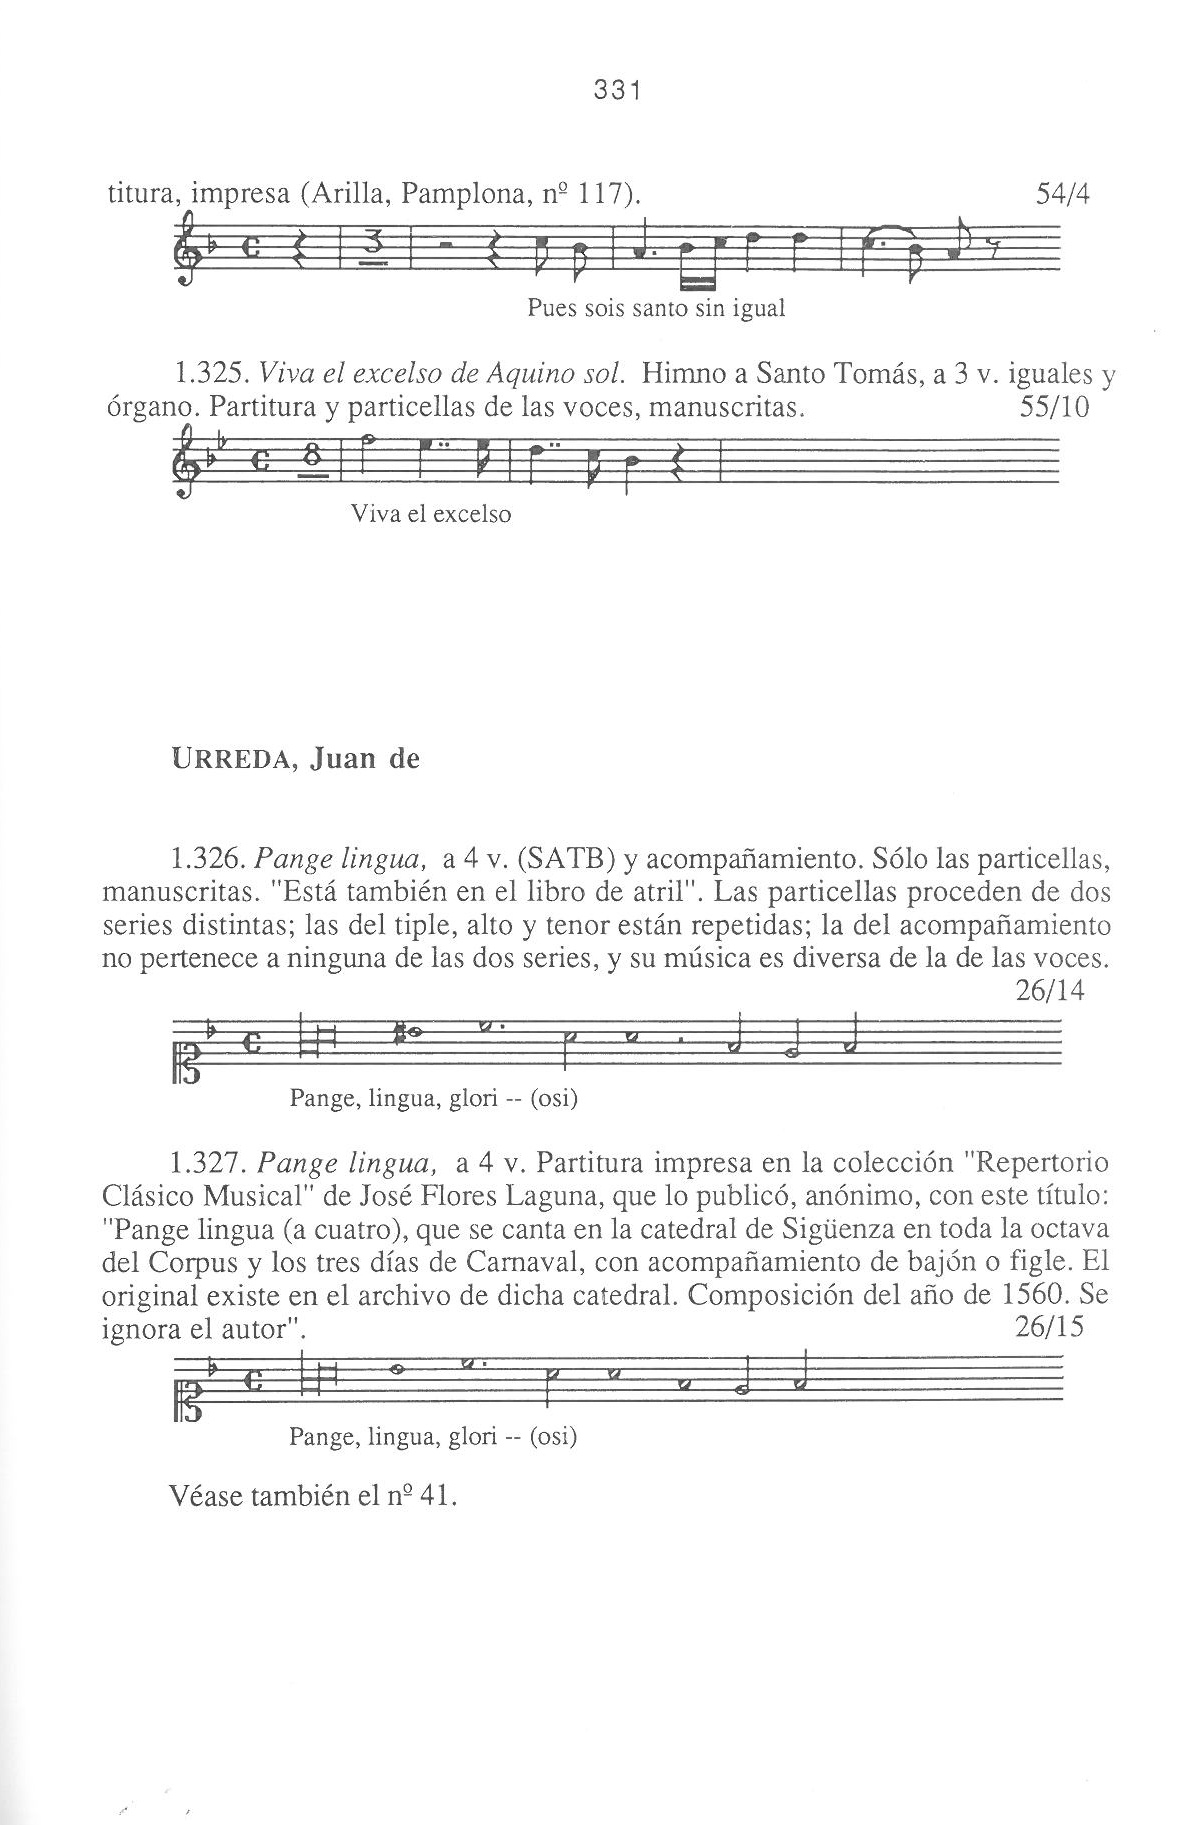 331
titura, impresa (Arilla, Pamplona, nº 117). 54/4
3
Pues sois santo sin igual
1.325. Viva el excelso de Aquino sol. Himno a Santo Tomás, a 3 v. iguales y
órgano. Partitura y particellas de las voces, manuscritas. 55/10
8
Viva el excelso
URREDA, Juan de
1.326. Pange lingua, a 4 v. (SATB) y acompañamiento. Sólo las particellas,
manuscritas. "Está también en el libro de atril". Las particellas proceden de dos
series distintas; las del tiple, alto y tenor están repetidas; la del acompañamiento
no pertenece a ninguna de las dos series, y su música es diversa de la de las voces.
26/14
Pange, lingua, glori -- (osi)
1.327. Pange lingua, a 4 v. Partitura impresa en la colección "Repertorio
Clásico Musical" de José Flores Laguna, que lo publicó, anónimo, con este título:
"Pange lingua (a cuatro), que se canta en la catedral de Sigüenza en toda la octava
del Corpus y los tres días de Carnaval, con acompañamiento de bajón o figle. El
original existe en el archivo de dicha catedral. Composición del año de 1560. Se
ignora el autor". 26/15
Pange, lingua, glori -- (osi)
Véase también el nº 41.